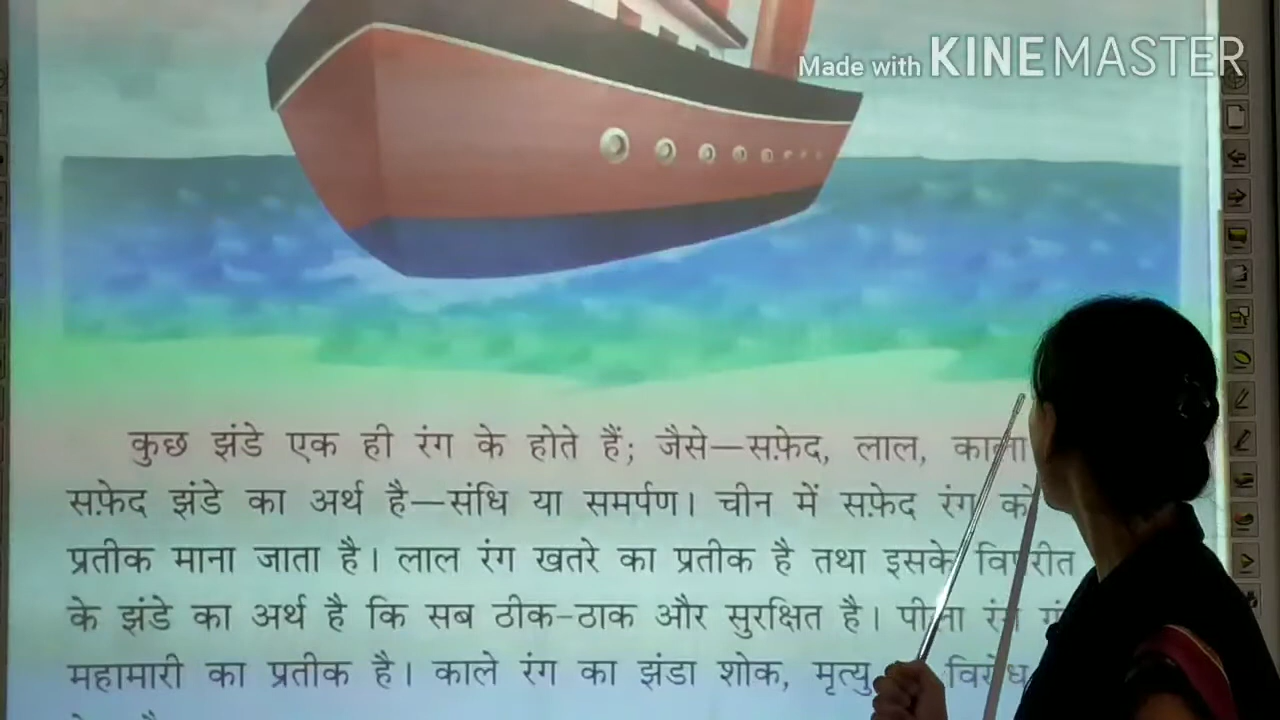 Made with KINEMASTER
कुछ झंडे एक ही रंग के होते हैं; जैसे—सफ़ेद, लाल, काला
सफ़ेद झंडे का अर्थ है—संधि या समर्पण। चीन में सफ़ेद रंग को
प्रतीक माना जाता है। लाल रंग खतरे का प्रतीक है तथा इसके विपरीत
के झंडे का अर्थ है कि सब ठीक-ठाक और सुरक्षित है। पीला रंग
महामारी का प्रतीक है। काले रंग का झंडा शोक, मृत्यु विरोध